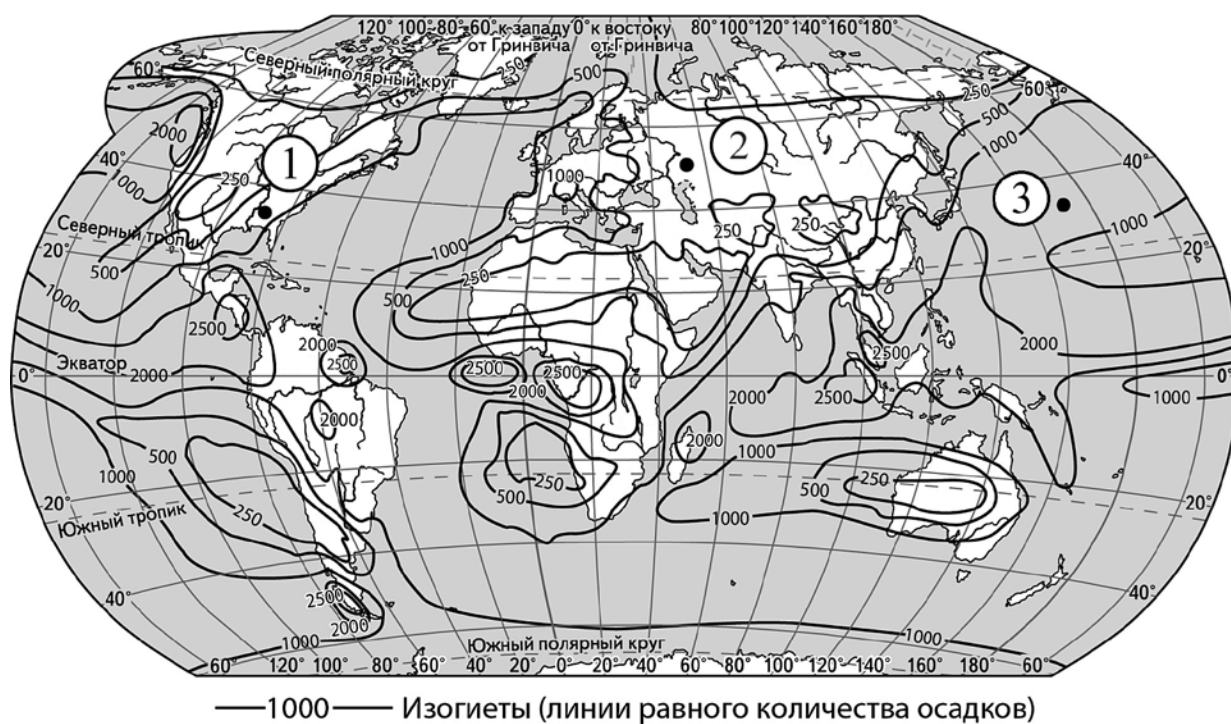 120° 100° 80° 60° к западу 0° к востоку 80° 100° 120° 140° 160° 180°
от Гринвича от Гринвича
60° Северный полярный круг 250 500 250 60°
500
2000 1000
40° 1 2 40°
250 1000 3
1000 250 250
Северный тропик 1000 1000
20° 500 250 20°
1000 500
2500 2000 2000
Экватор 2500 2500 2500 2500
0° 2000 2000 2000 2500 0°
1000
2000 2000
500 1000
1000 250 250 500 250
20° 500 1000 20°
Южный тропик 250
40° 2500 40°
2000
1000 Южный полярный круг 1000
60° 120° 100° 80° 60° 40° 20° 0° 20° 40° 60° 80° 100° 120° 140° 160° 180° 60°
1000 Изогиеты (линии равного количества осадков)